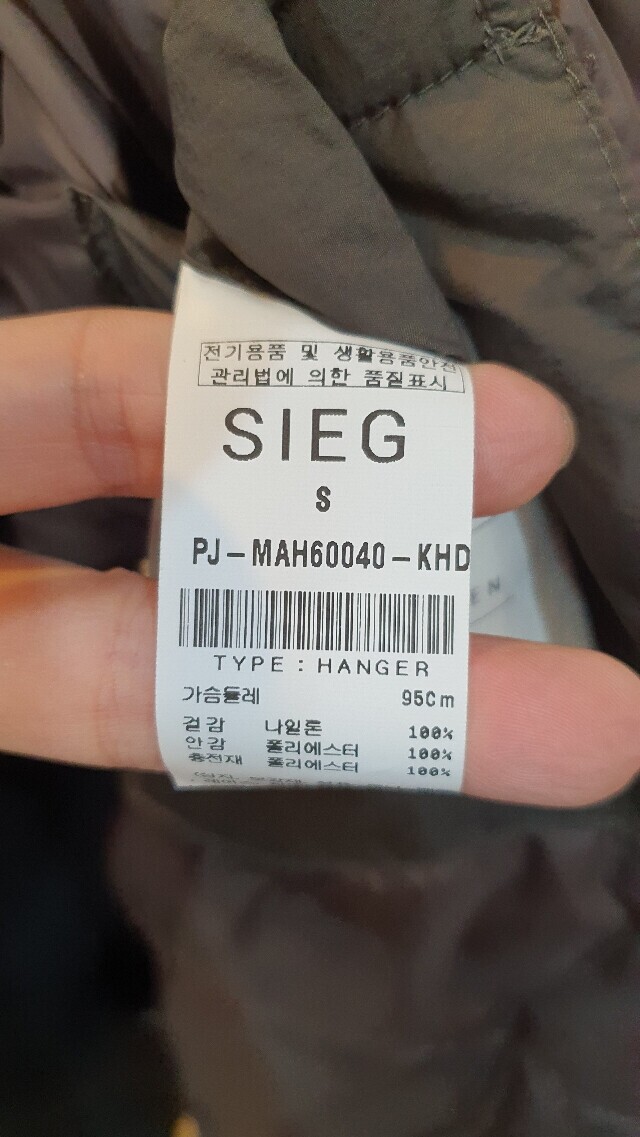 전기용품 및 생활용품안전
관리법에 의한 품질표시
SIEG
S
PJ-MAH60040-KHD
TYPE : HANGER
가슴둘레 95Cm
겉감 나일론 100%
안감 폴리에스터 100%
충전재 폴리에스터 100%
EN